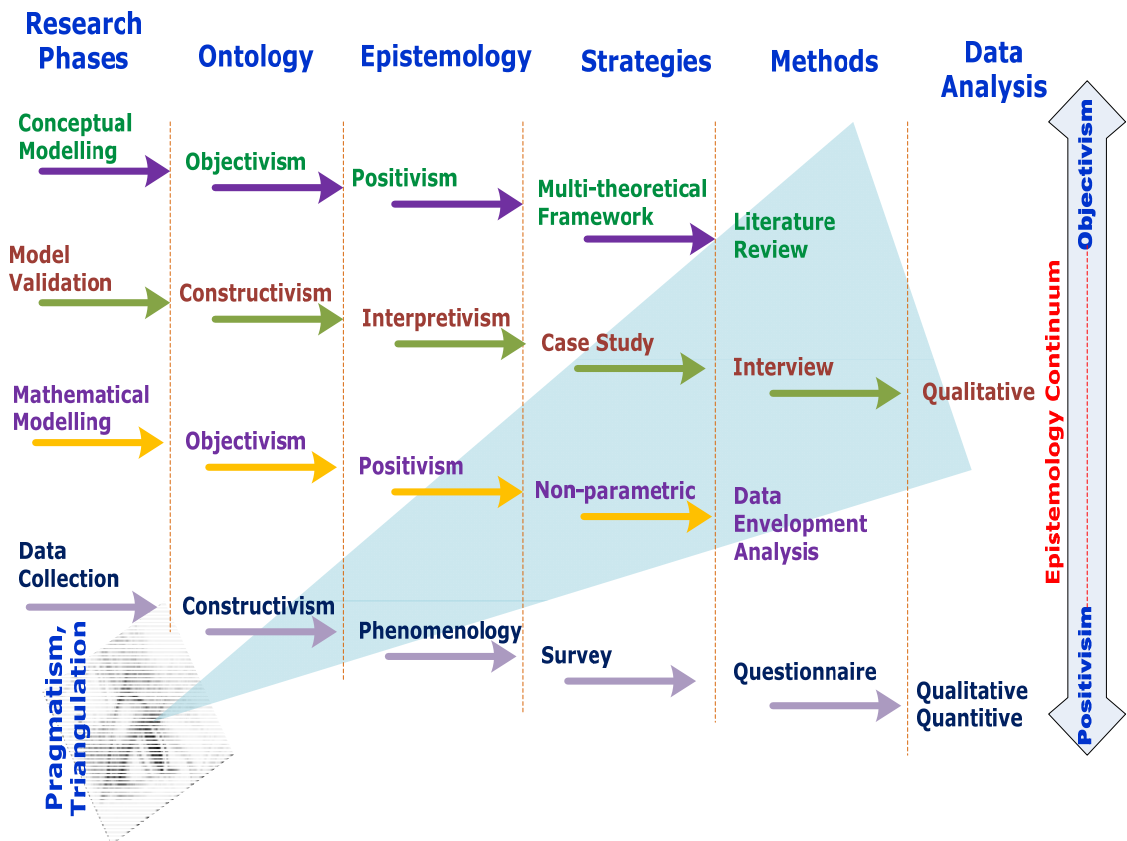 Research
Phases
Ontology
Epistemology
Strategies
Methods
Data
Analysis
Conceptual
Modelling
Objectivism
Positivism
Multi-theoretical
Framework
Literature
Review
Model
Validation
Constructivism
Interpretivism
Case Study
Interview
Qualitative
Mathematical
Modelling
Objectivism
Positivism
Non-parametric
Data
Envelopment
Analysis
Data
Collection
Constructivism
Phenomenology
Survey
Questionnaire
Qualitative
Quantitive
Pragmatism,
Triangulation
Epistemology Continuum
Objectivism
Positivisim